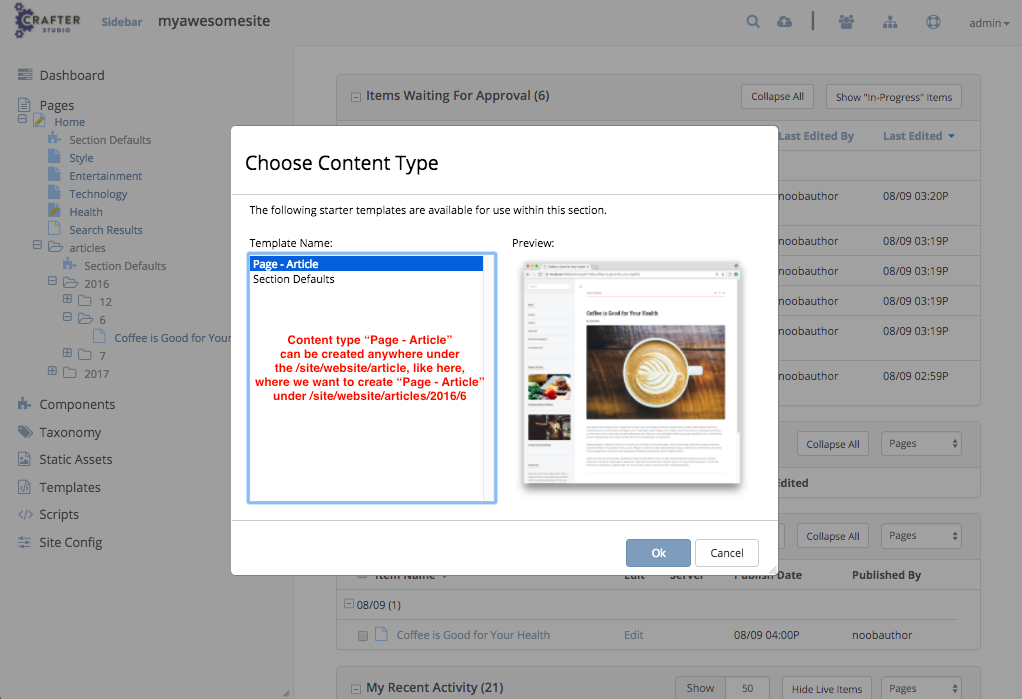 CRAFTER
STUDIO
Sidebar
myawesomesite
admin
Dashboard
Pages
Home
Section Defaults
Style
Entertainment
Technology
Health
Search Results
articles
Section Defaults
2016
12
6
Coffee is Good for Your
7
2017
Components
Taxonomy
Static Assets
Templates
Scripts
Site Config
Items Waiting For Approval (6)
Collapse All
Show "In-Progress" Items
Last Edited By
Last Edited
noobauthor
08/09 03:20P
noobauthor
08/09 03:19P
noobauthor
08/09 03:19P
noobauthor
08/09 03:19P
noobauthor
08/09 03:19P
noobauthor
08/09 02:59P
Choose Content Type
The following starter templates are available for use within this section.
Template Name:
Page - Article
Section Defaults
Content type “Page - Article”
can be created anywhere under
the /site/website/article, like here,
where we want to create “Page - Article”
under /site/website/articles/2016/6
Preview:
Coffee is Good for Your Health
Ok
Cancel
Collapse All
Pages
Edited
Collapse All
Pages
Item Name
Edit
Server
Publish Date
Published By
08/09 (1)
Coffee is Good for Your Health
Edit
08/09 04:00P
noobauthor
My Recent Activity (21)
Show
50
Hide Live Items
Pages